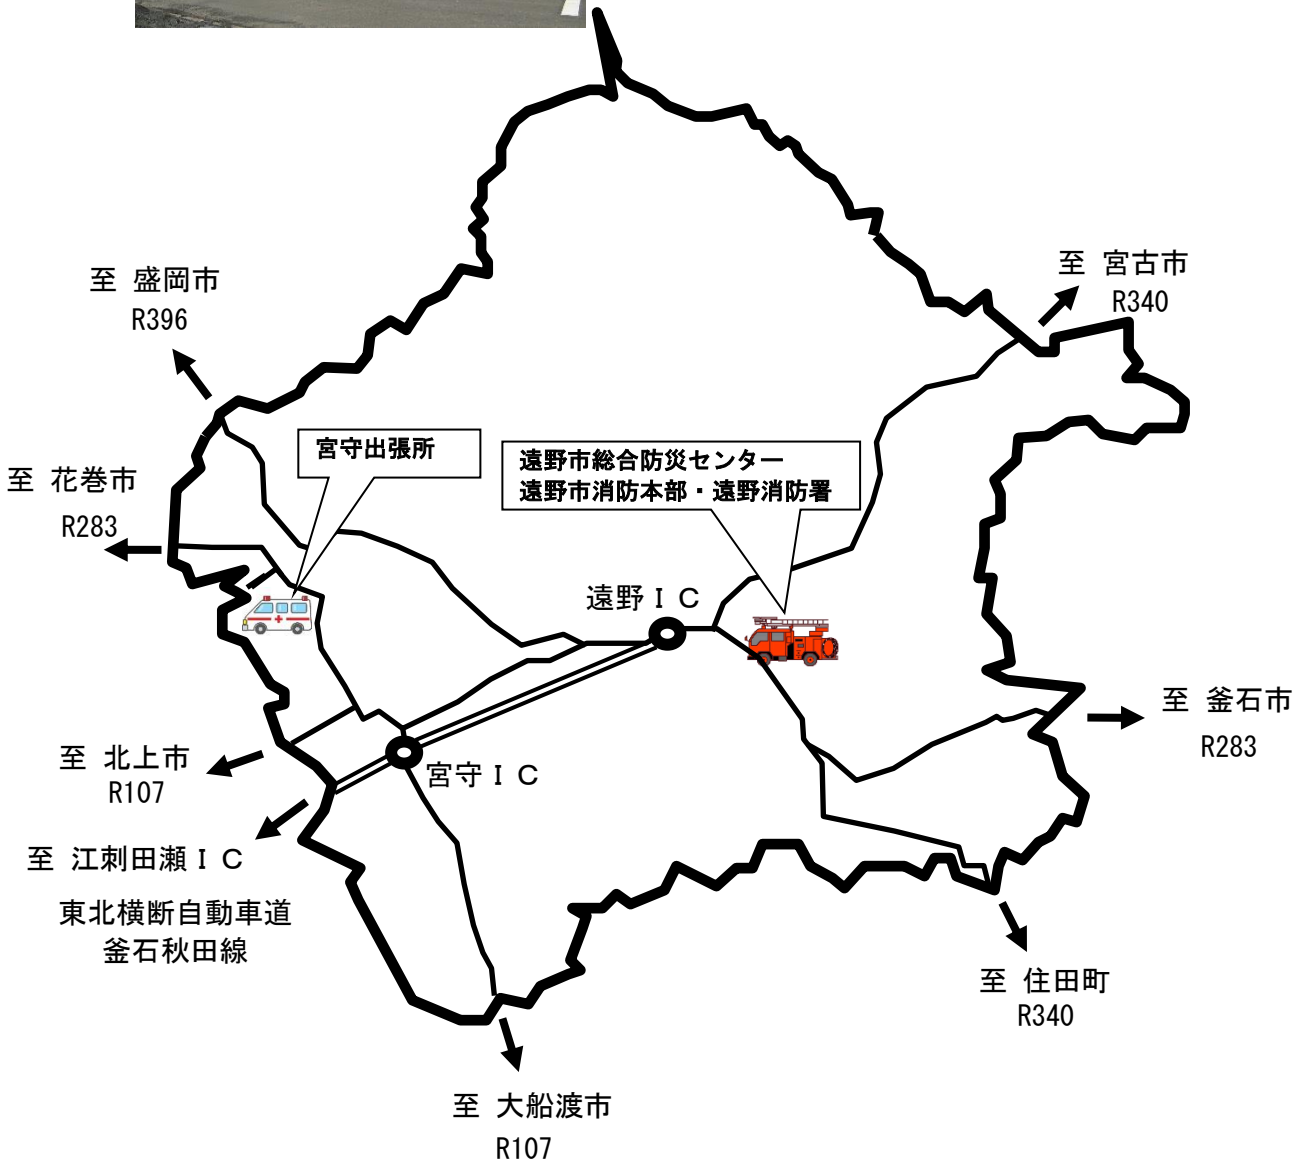 至 盛岡市
R396
至 宮古市
R340
宮守出張所
遠野市総合防災センター
遠野市消防本部・遠野消防署
至 花巻市
R283
遠野ＩＣ
至 釜石市
R283
至 北上市
R107
宮守ＩＣ
至 江刺田瀬ＩＣ
東北横断自動車道
釜石秋田線
至 住田町
R340
至 大船渡市
R107